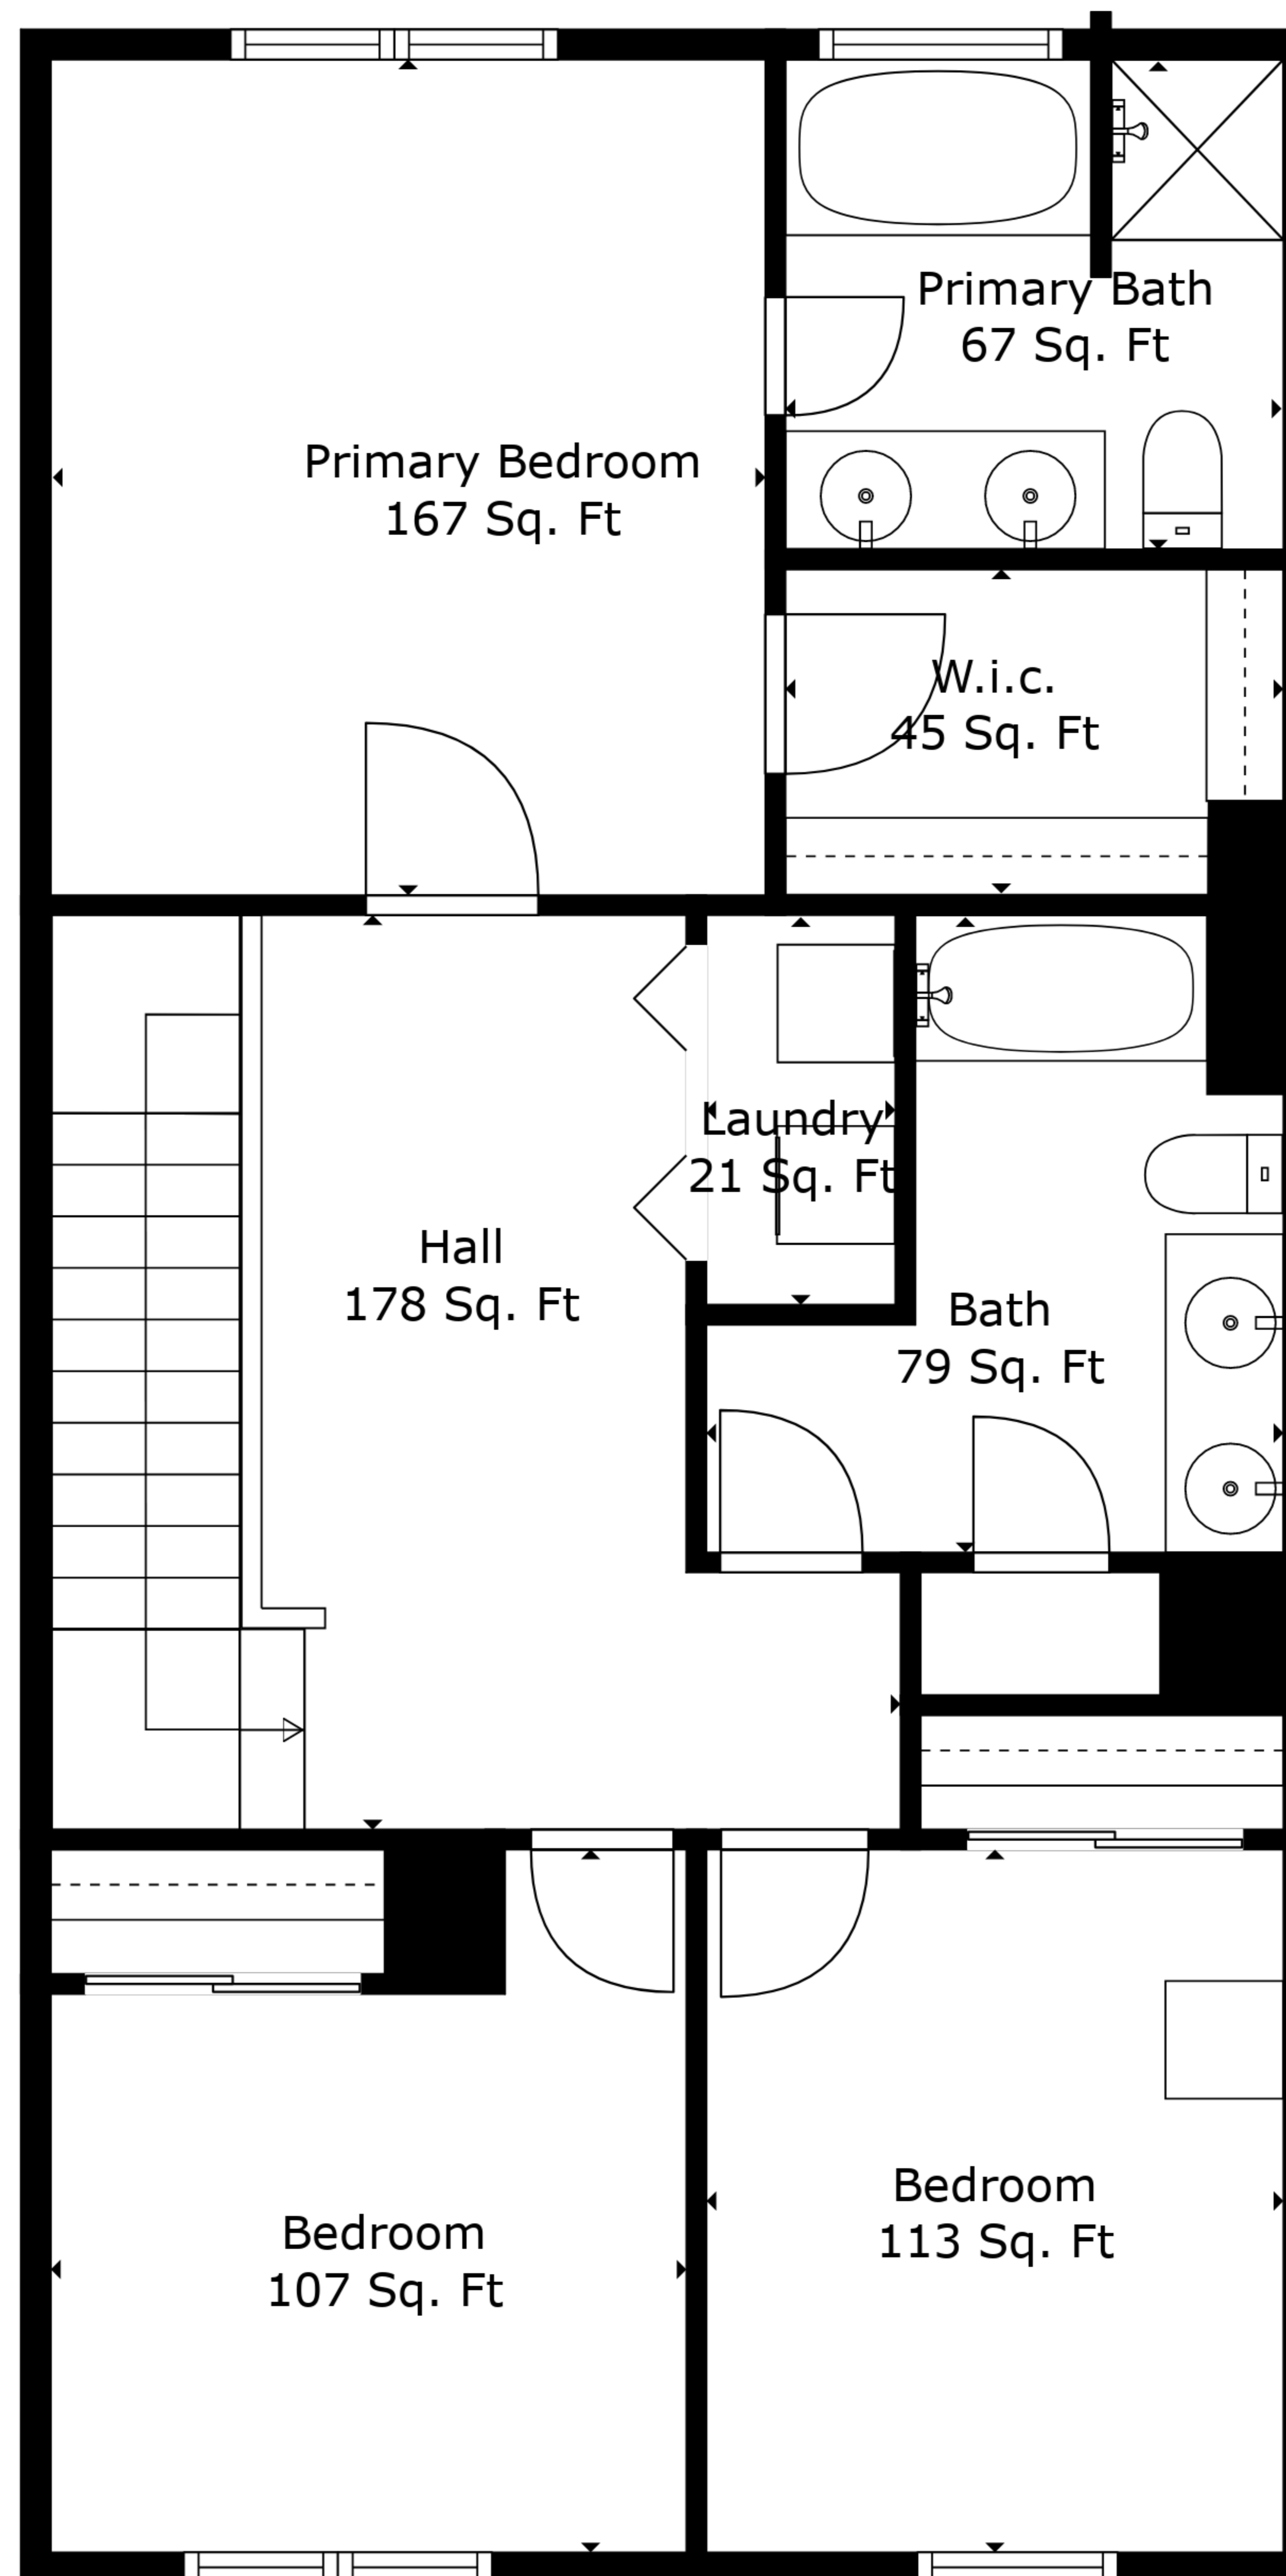 Primary Bath
67 Sq. Ft
Primary Bedroom
167 Sq. Ft
W.i.c.
45 Sq. Ft
Laundry
21 Sq. Ft
Hall
178 Sq. Ft
Bath
79 Sq. Ft
Bedroom
113 Sq. Ft
Bedroom
107 Sq. Ft